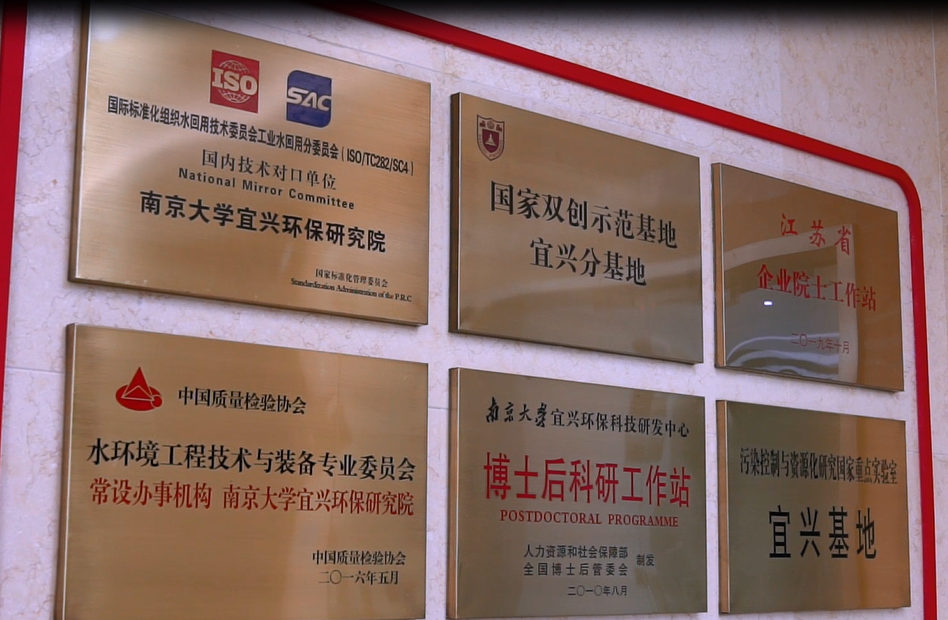 ISO
SAC
国际标准化组织水回用技术委员会工业水回用分委员会(ISO/TC282/SC4)
国内技术对口单位
National Mirror Committee
南京大学宜兴环保研究院
国家标准化管理委员会
Standardization Administration of the P.R.C
国家双创示范基地
宜兴分基地
江苏省
企业院士工作站
二〇一九年十月
中国质量检验协会
水环境工程技术与装备专业委员会
常设办事机构 南京大学宜兴环保研究院
中国质量检验协会
二〇一六年五月
南京大学宜兴环保科技研发中心
博士后科研工作站
POSTDOCTORAL PROGRAMME
人力资源和社会保障部
全国博士后管委会
制发
二〇一〇年八月
污染控制与资源化研究国家重点实验室
宜兴基地